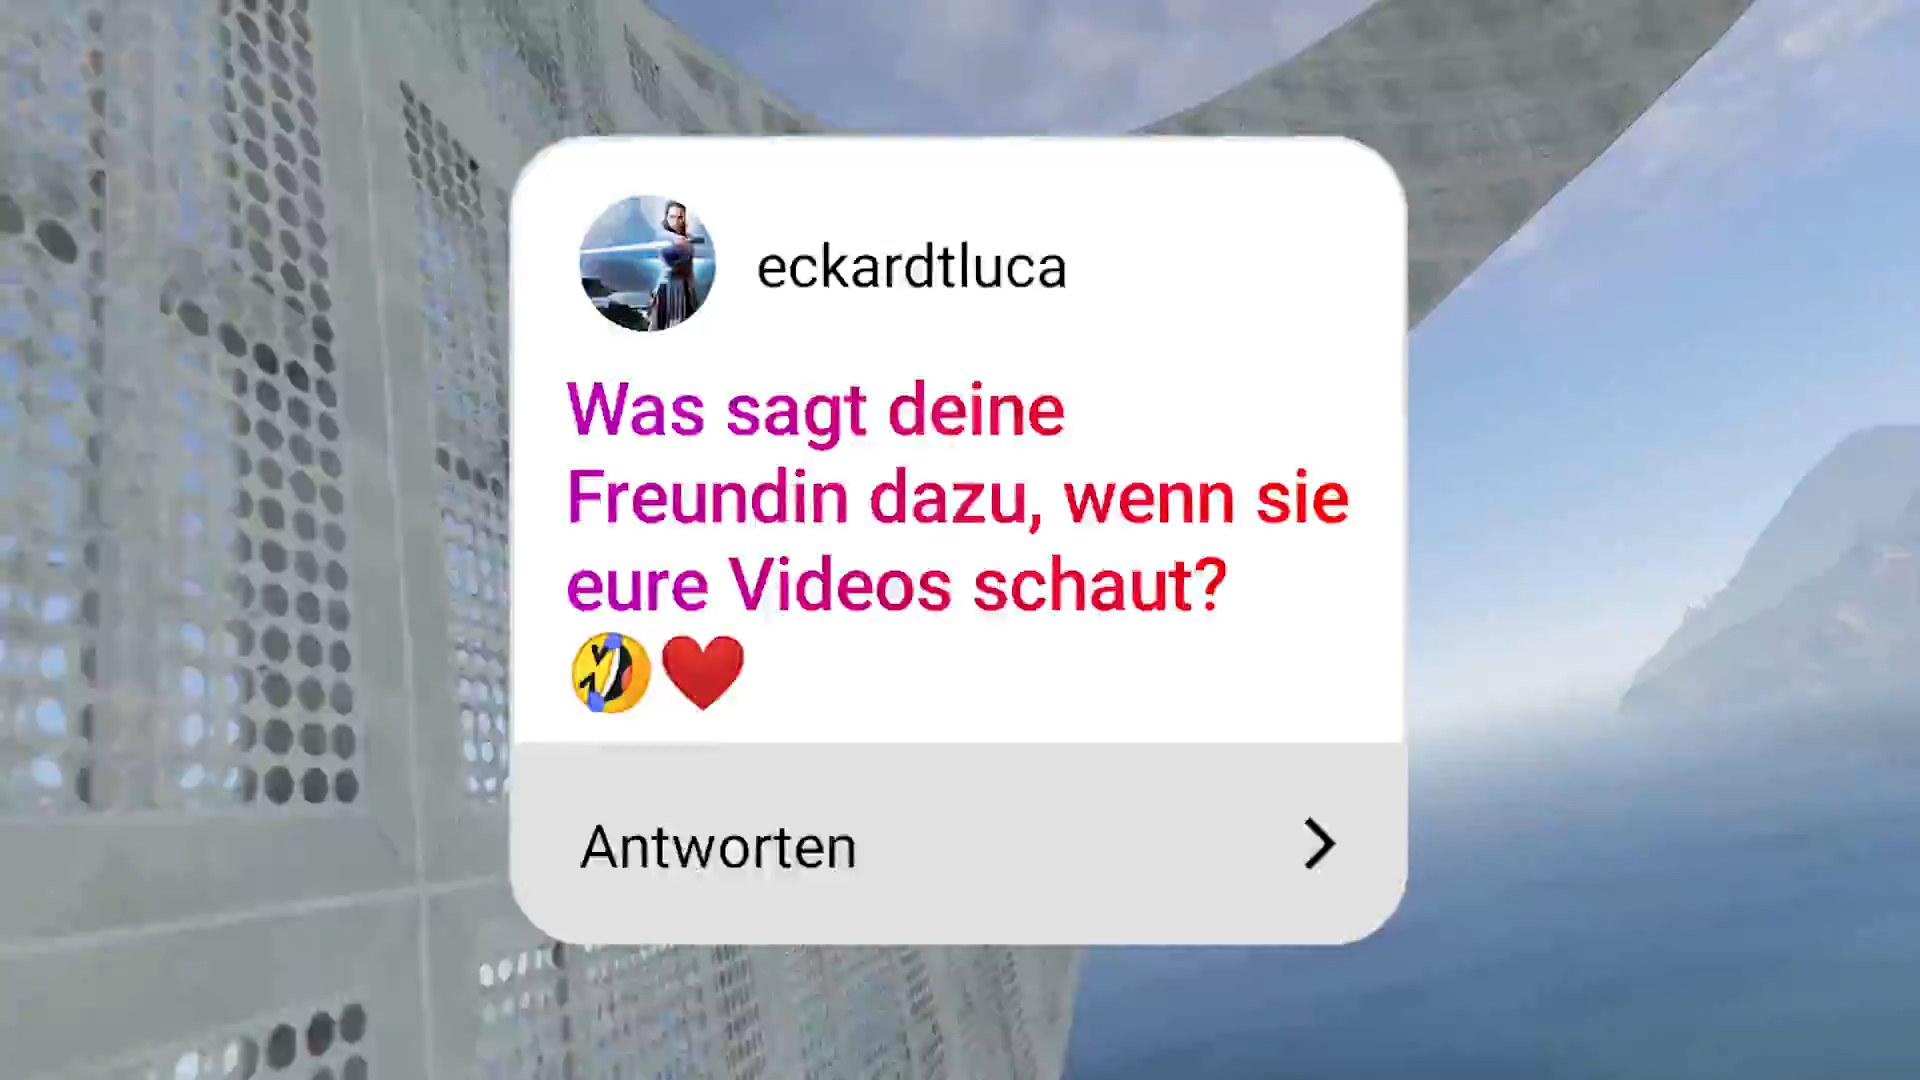 eckardtluca
Was sagt deine
Freundin dazu, wenn sie
eure Videos schaut?
🤣❤️
Antworten